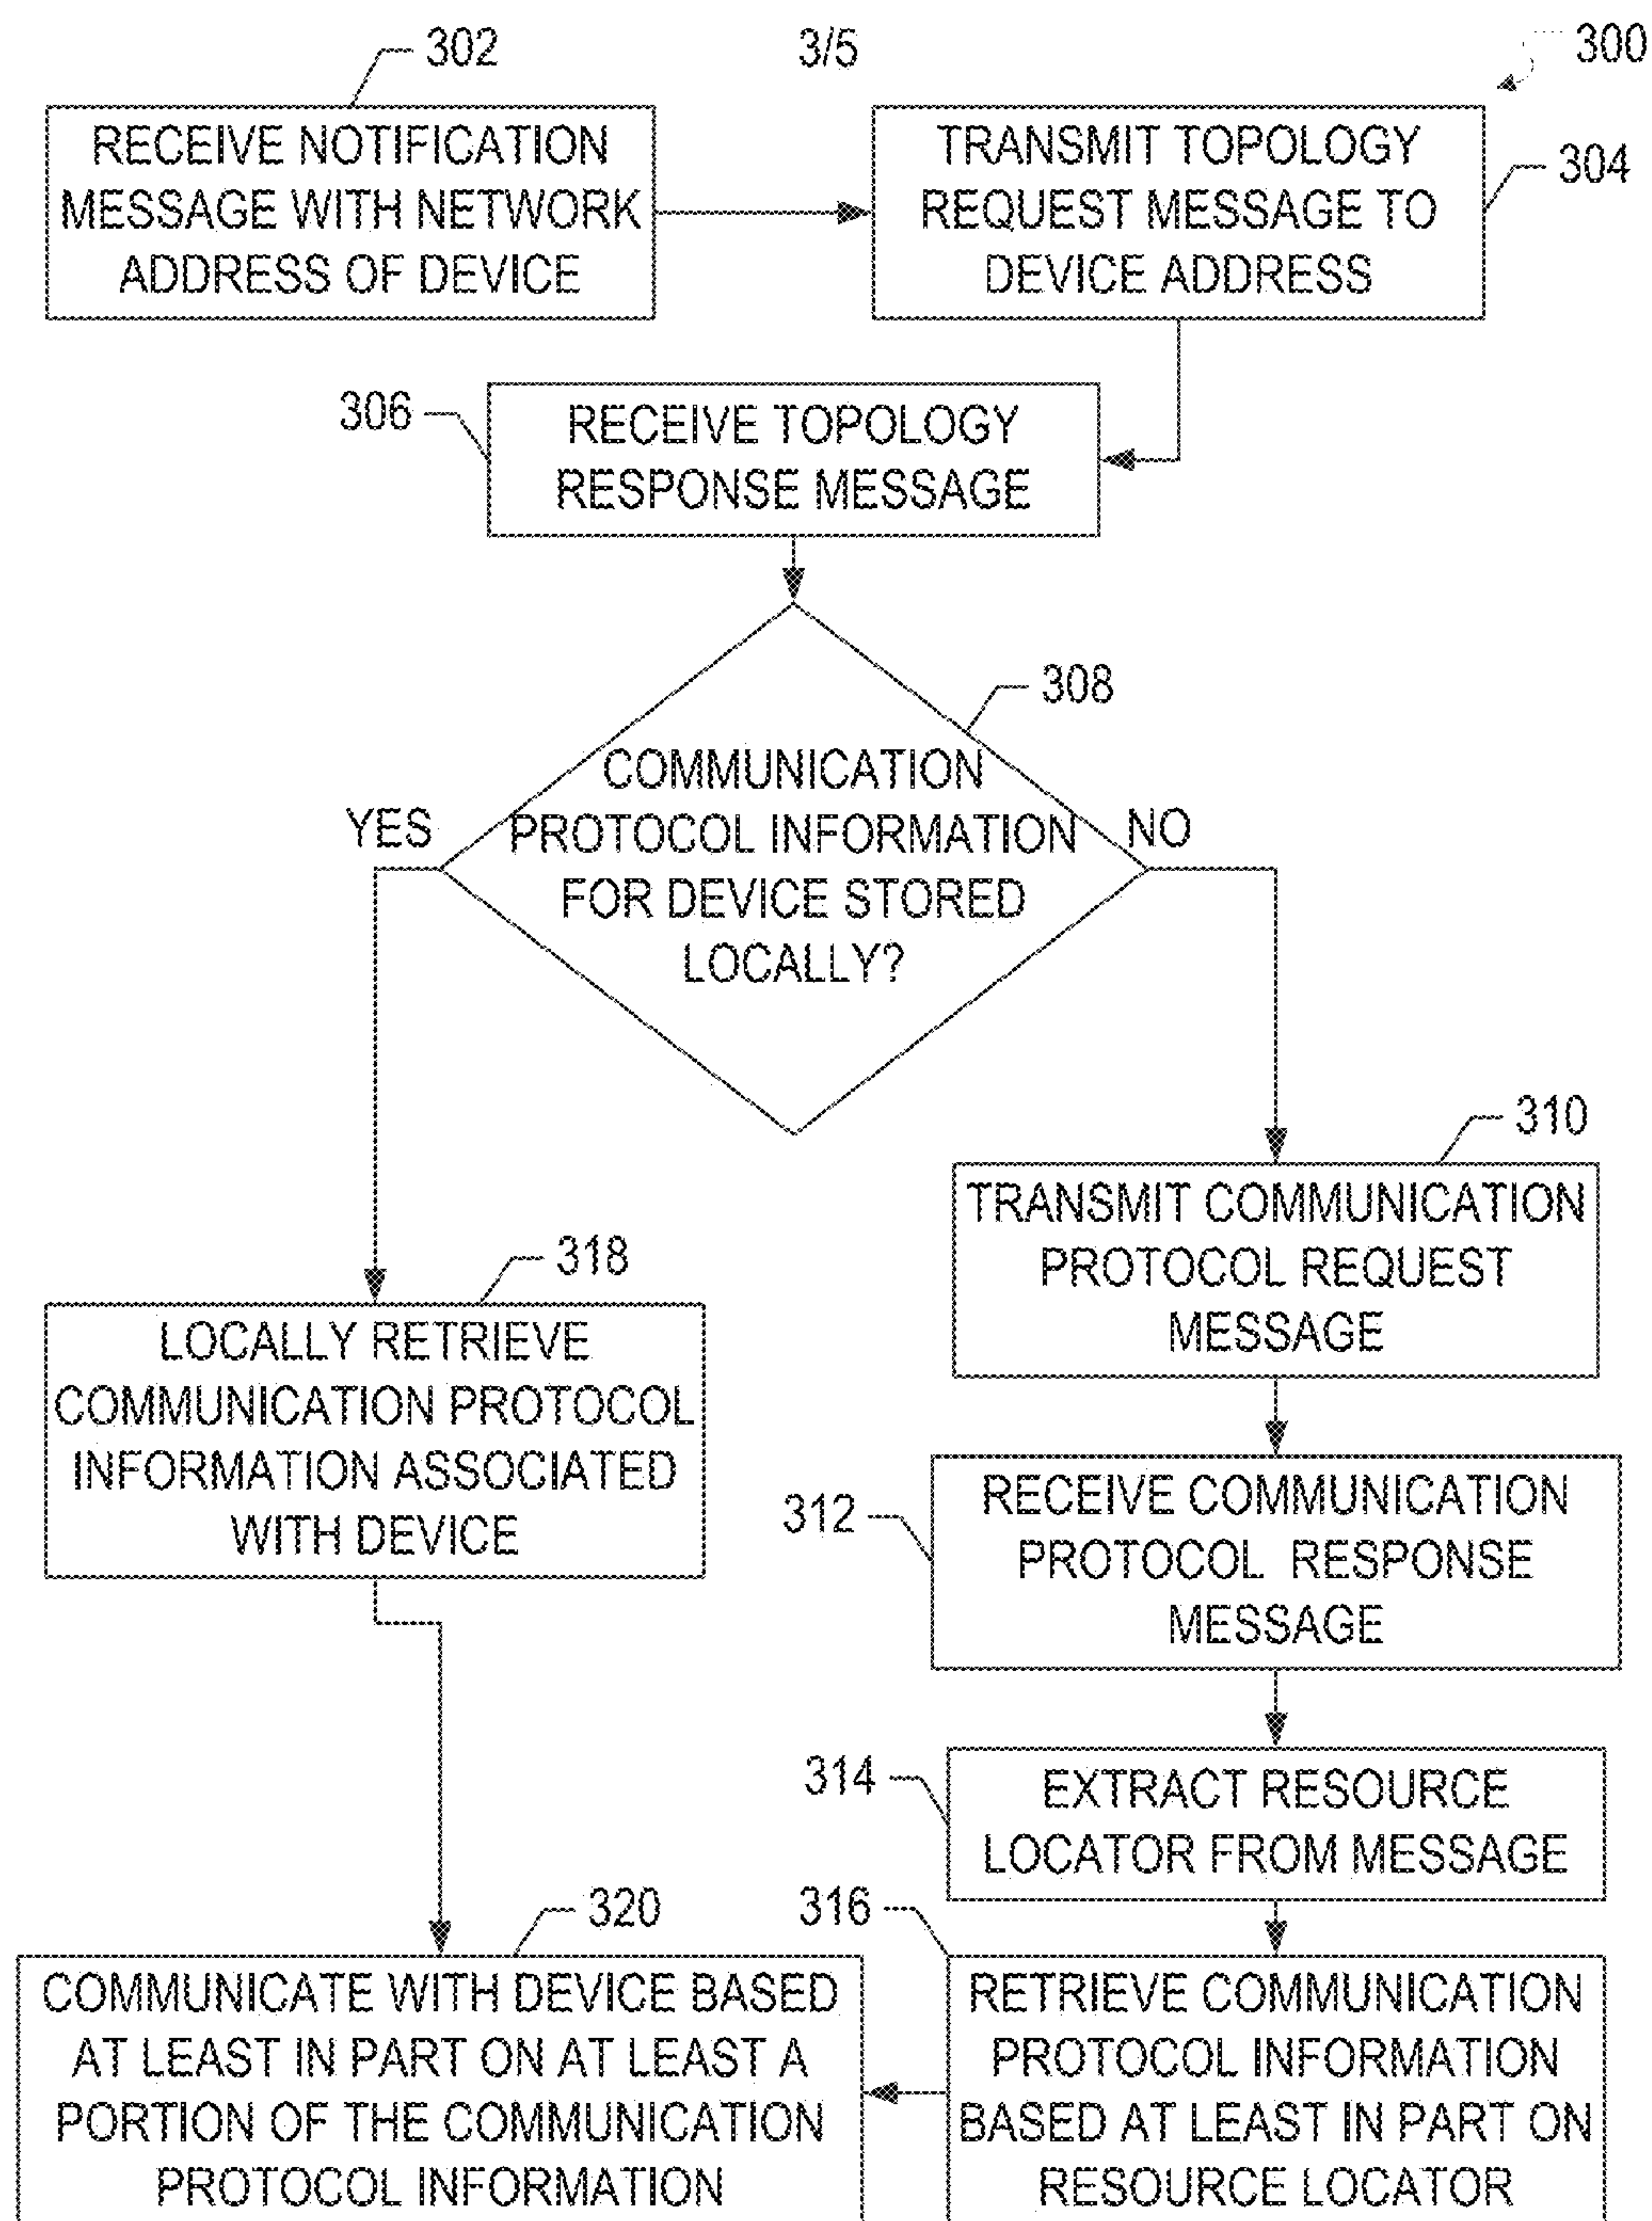 302
3/5
300
RECEIVE NOTIFICATION
MESSAGE WITH NETWORK
ADDRESS OF DEVICE
TRANSMIT TOPOLOGY
REQUEST MESSAGE TO
DEVICE ADDRESS
304
306
RECEIVE TOPOLOGY
RESPONSE MESSAGE
308
COMMUNICATION
PROTOCOL INFORMATION
FOR DEVICE STORED
LOCALLY?
YES
NO
310
TRANSMIT COMMUNICATION
PROTOCOL REQUEST
MESSAGE
318
LOCALLY RETRIEVE
COMMUNICATION PROTOCOL
INFORMATION ASSOCIATED
WITH DEVICE
312
RECEIVE COMMUNICATION
PROTOCOL RESPONSE
MESSAGE
314
EXTRACT RESOURCE
LOCATOR FROM MESSAGE
316
RETRIEVE COMMUNICATION
PROTOCOL INFORMATION
BASED AT LEAST IN PART ON
RESOURCE LOCATOR
320
COMMUNICATE WITH DEVICE BASED
AT LEAST IN PART ON AT LEAST A
PORTION OF THE COMMUNICATION
PROTOCOL INFORMATION